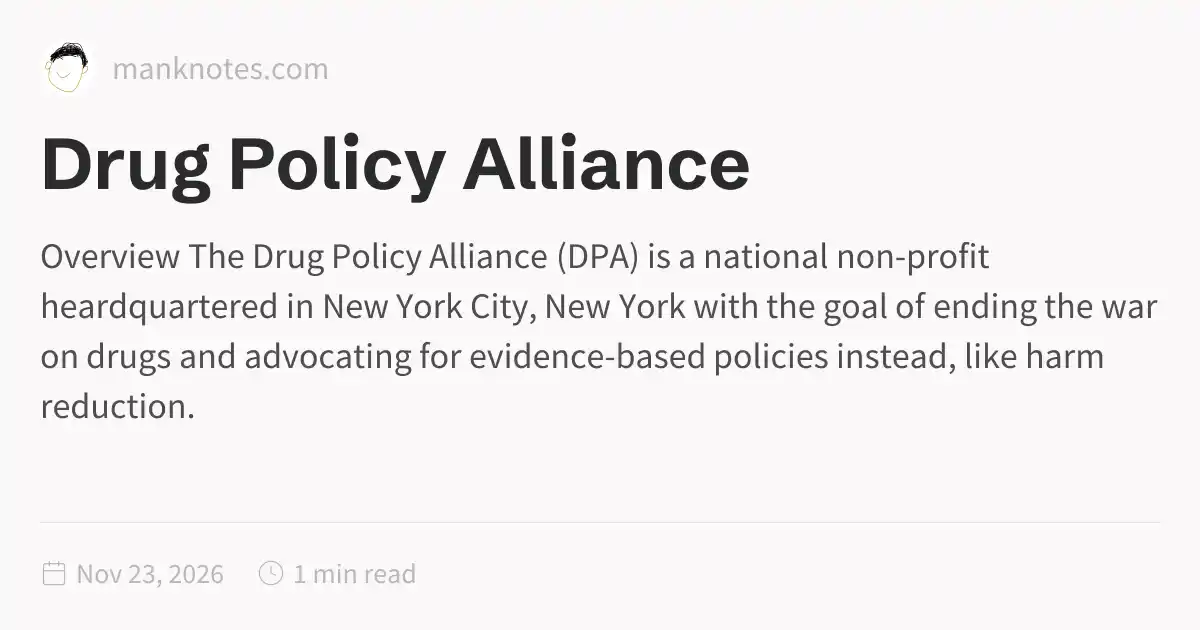 manknotes.com
Drug Policy Alliance
Overview The Drug Policy Alliance (DPA) is a national non-profit
heardquartered in New York City, New York with the goal of ending the war
on drugs and advocating for evidence-based policies instead, like harm
reduction.
Nov 23, 2026 1 min read